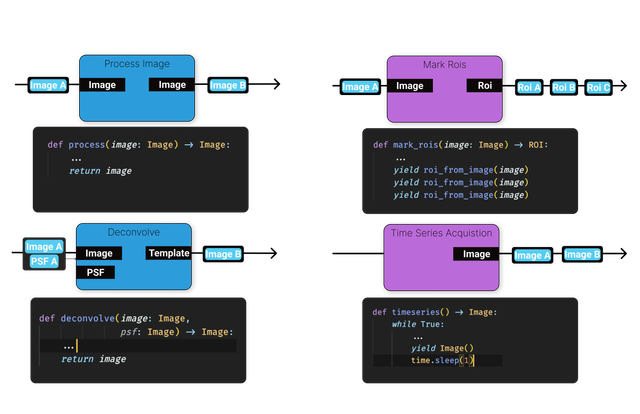 Process Image
Image A
Image
Image
Image B
def process(image: Image) → Image:
...
return image
Mark Rois
Image A
Image
Roi
Roi A
Roi B
Roi C
def mark_rois(image: Image) → ROI:
...
yield roi_from_image(image)
yield roi_from_image(image)
yield roi_from_image(image)
Deconvolve
Image A
PSF A
Image
Template
PSF
Image B
def deconvolve(image: Image,
psf: Image) → Image:
...
return image
Time Series Acquistion
Image
Image A
Image B
def timeseries() → Image:
while True:
...
yield Image()
time.sleep(1)